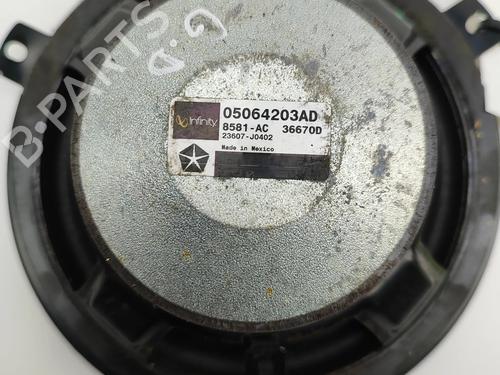 B-PARTS.©
Infinity
05064203AD
8581-AC 36670D
23607-J0402
Made in Mexico